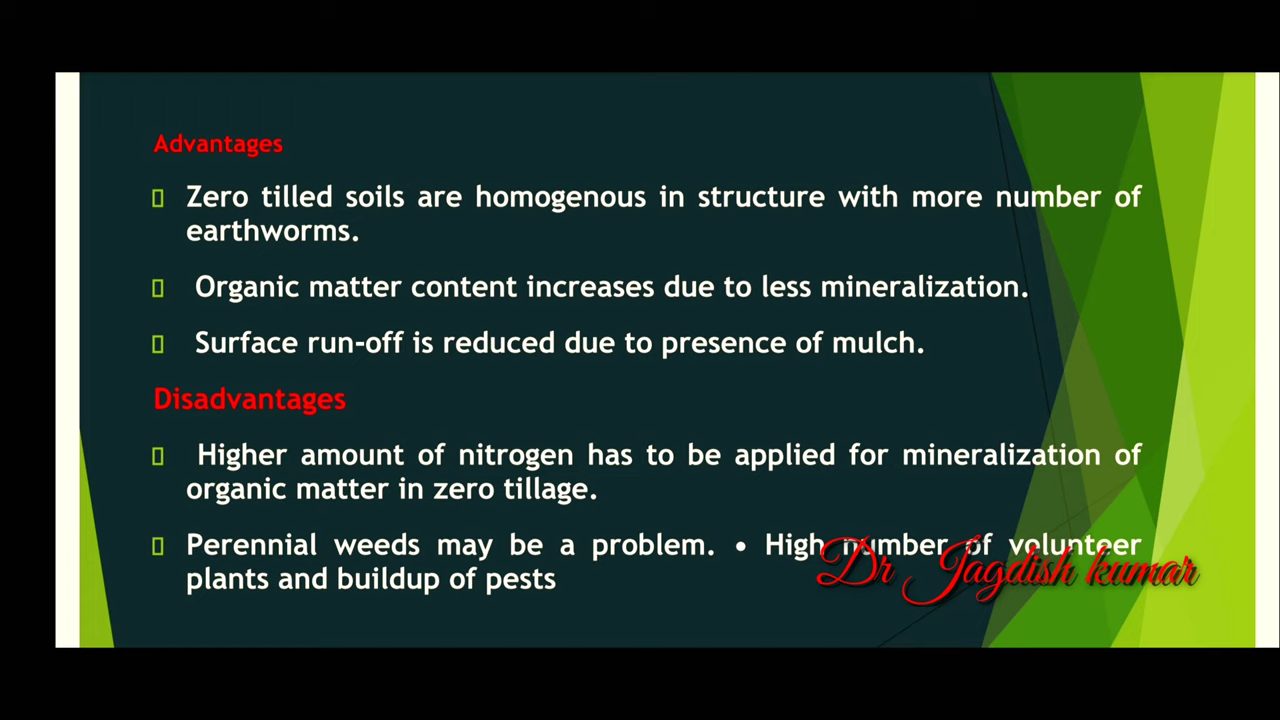 Advantages
Zero tilled soils are homogenous in structure with more number of
earthworms.
Organic matter content increases due to less mineralization.
Surface run-off is reduced due to presence of mulch.
Disadvantages
Higher amount of nitrogen has to be applied for mineralization of
organic matter in zero tillage.
Perennial weeds may be a problem. • High number of volunteer
plants and buildup of pests
Dr Jagdish kumar